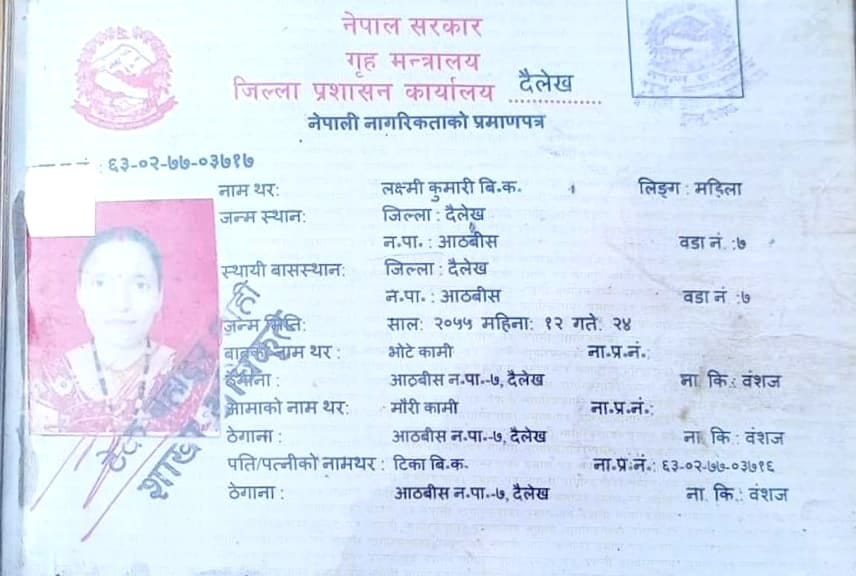 नेपाल सरकार
गृह मन्त्रालय
जिल्ला प्रशासन कार्यालय दैलेख
नेपाली नागरिकताको प्रमाणपत्र
: ६३-०२-७७-०३७१७
नाम थर: लक्ष्मी कुमारी बि.क. लिङ्ग : महिला
जन्म स्थान: जिल्ला : दैलेख
न.पा. : आठबीस वडा नं. :७
स्थायी बासस्थान: जिल्ला : दैलेख
न.पा. : आठबीस वडा नं. :७
जन्म मिति: साल: २०५५ महिना: १२ गते: २४
बाबुको नाम थर : भोटे कामी ना.प्र.नं.:
ठेगाना : आठबीस न.पा.-७, दैलेख ना. कि.: वंशज
आमाको नाम थर: मौरी कामी ना.प्र.नं.:
ठेगाना : आठबीस न.पा.-७, दैलेख ना. कि : वंशज
पति/पत्नीको नामथर : टिका बि.क. ना.प्र.नं.: ६३-०२-७७-०३७१६
ठेगाना : आठबीस न.पा.-७, दैलेख ना. कि.: वंशज